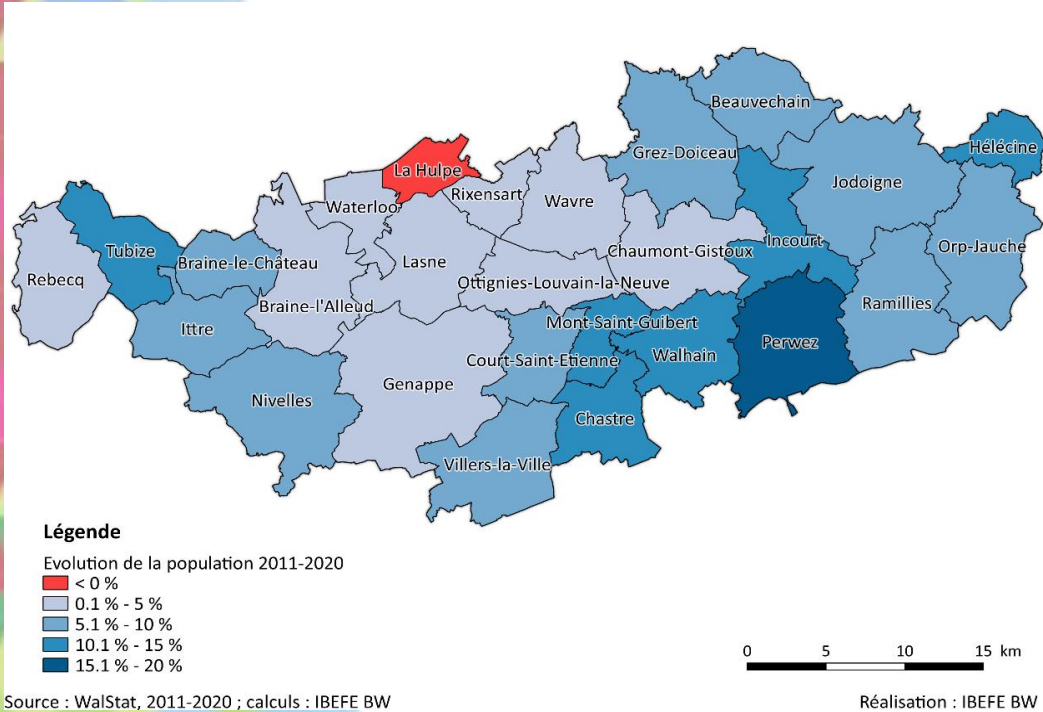 Beauvechain
Hélécine
Grez-Doiceau
La Hulpe
Jodoigne
Rixensart
Wavre
Waterloo
Incourt
Orp-Jauche
Tubize
Chaumont-Gistoux
Braine-le-Château
Lasne
Rebecq
Ottignies-Louvain-la-Neuve
Braine-l'Alleud
Ramillies
Ittre
Mont-Saint-Guibert
Perwez
Walhain
Court-Saint-Etienne
Genappe
Nivelles
Chastre
Villers-la-Ville
Légende
Evolution de la population 2011-2020
< 0 %
0.1 % - 5 %
5.1 % - 10 %
10.1 % - 15 %
15.1 % - 20 %
0 5 10 15 km
Source : WalStat, 2011-2020 ; calculs : IBEFE BW
Réalisation : IBEFE BW